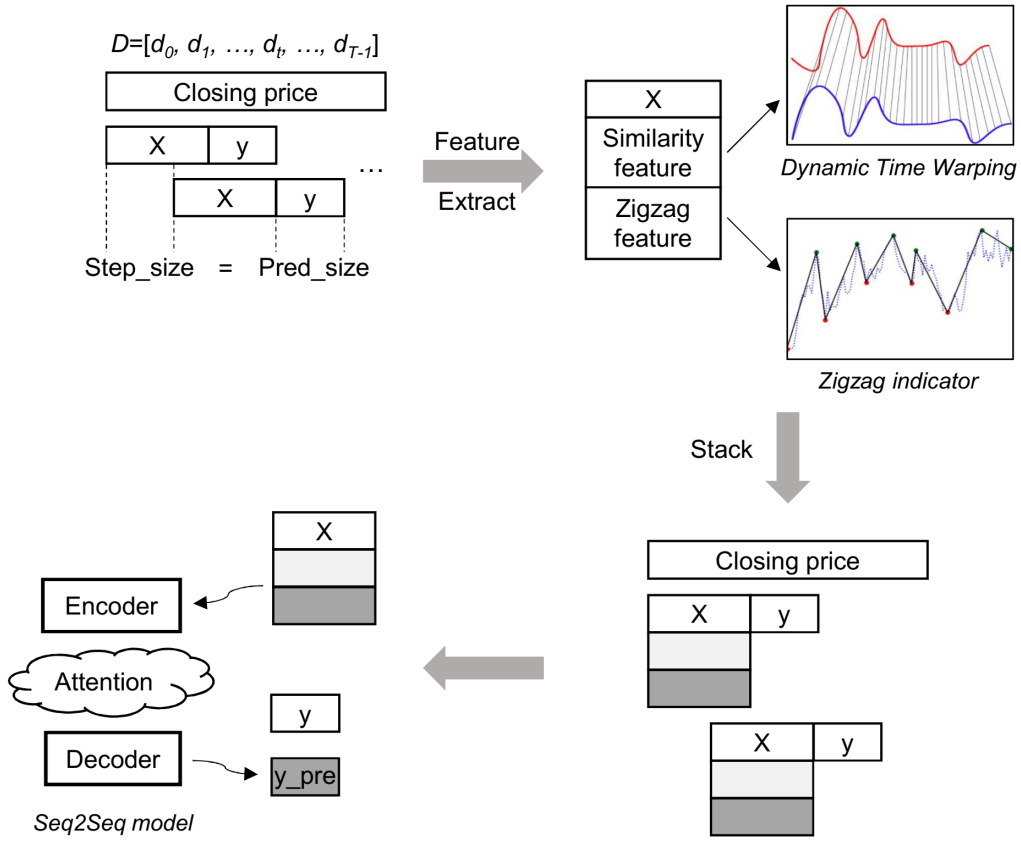 D=[d0, d1, …, dt, …, dT-1]
Closing price
X y
…
X y
Step_size = Pred_size
Feature
Extract
X
Similarity
feature
Zigzag
feature
Dynamic Time Warping
Zigzag indicator
Stack
Closing price
X y
X y
X
Encoder
Attention
Decoder
y
y_pre
Seq2Seq model